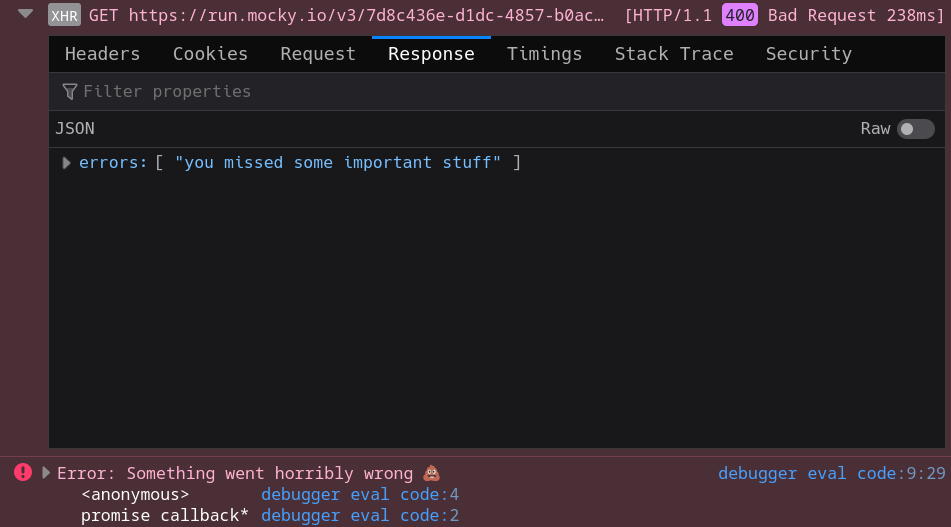 XHR GET https://run.mocky.io/v3/7d8c436e-d1dc-4857-b0ac… [HTTP/1.1 400 Bad Request 238ms]
Headers Cookies Request Response Timings Stack Trace Security
Filter properties
JSON Raw
errors: [ "you missed some important stuff" ]
Error: Something went horribly wrong 💩 debugger eval code:9:29
<anonymous> debugger eval code:4
promise callback* debugger eval code:2